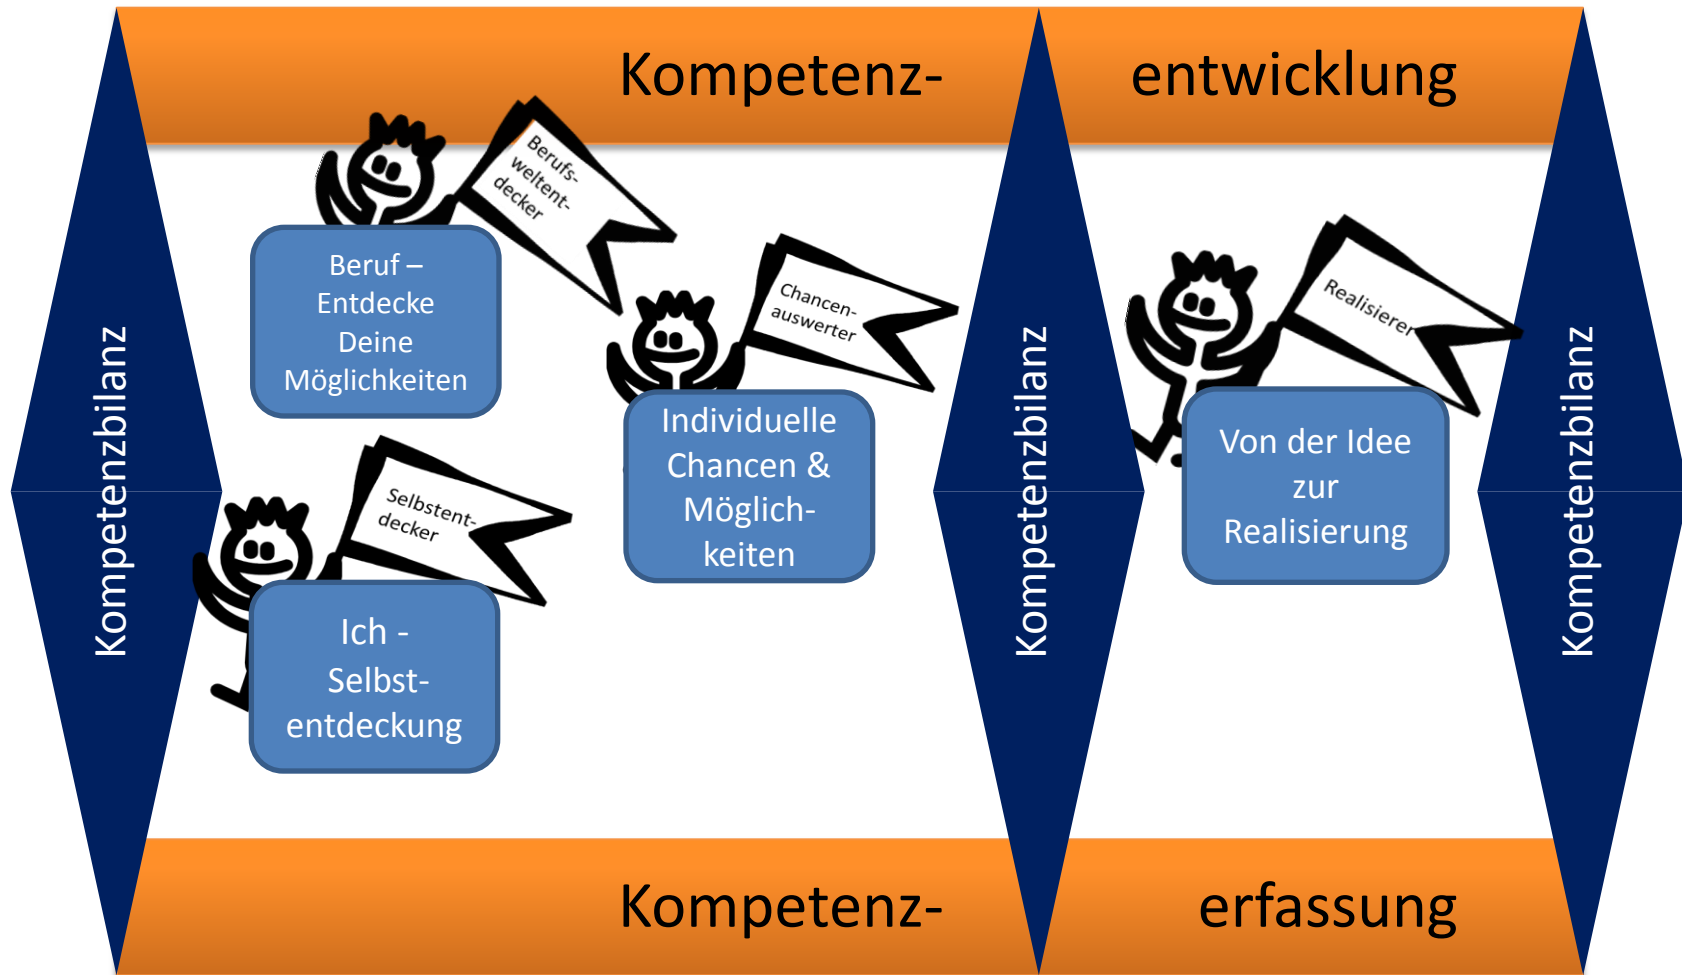 Kompetenz- entwicklung
Kompetenzbilanz
Berufs-
weltent-
decker
Beruf –
Entdecke
Deine
Möglichkeiten
Selbstent-
decker
Ich -
Selbst-
entdeckung
Chancen-
auswerter
Individuelle
Chancen &
Möglich-
keiten
Kompetenzbilanz
Realisierer
Von der Idee
zur
Realisierung
Kompetenzbilanz
Kompetenz- erfassung